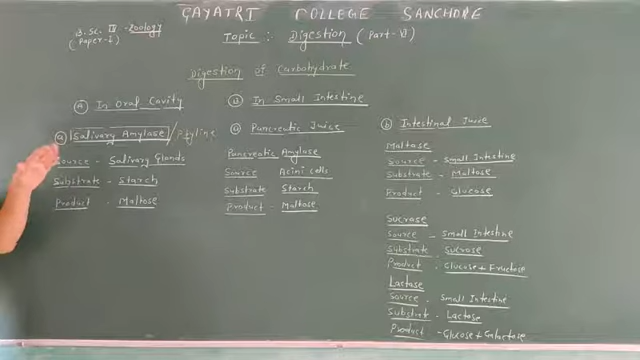 GAYATRI COLLEGE SANCHORE
B.Sc. III - Zoology
(Paper-I)
Topic : Digestion (Part-VI)
Digestion of Carbohydrate
(A) In Oral Cavity
(a) Salivary Amylase / Ptyline
Source - Salivary Glands
Substrate - Starch
Product - Maltose
In Small Intestine
(a) Pancreatic Juice
Pancreatic Amylase
Source Acini cells
Substrate Starch
Product - Maltose
(b) Intestinal Juice
Maltase
Source - Small Intestine
Substrate - Maltose
Product - Glucose
Sucrase
Source - Small Intestine
Substrate Sucrose
Product - Glucose + Fructose
Lactase
Source - Small Intestine
Substrate - Lactose
Product - Glucose + Galactose